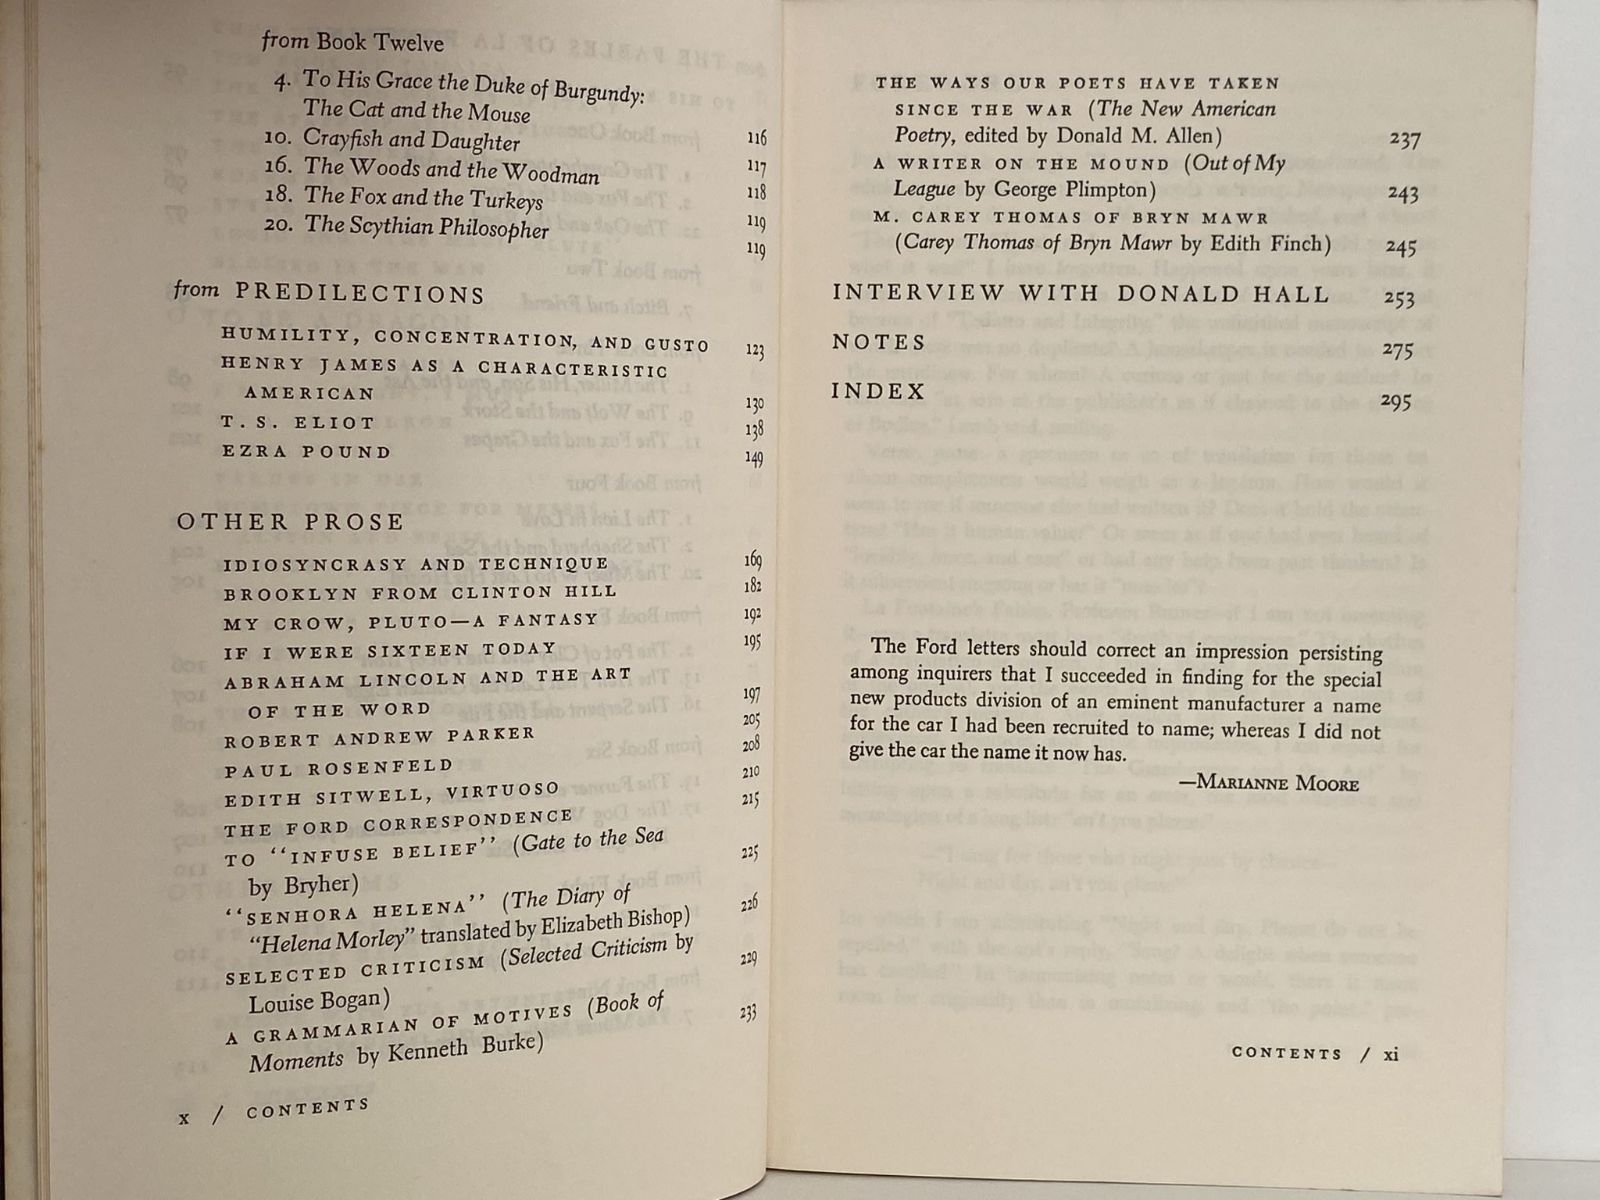 from Book Twelve
4. To His Grace the Duke of Burgundy:
The Cat and the Mouse 116
10. Crayfish and Daughter 117
16. The Woods and the Woodman 118
18. The Fox and the Turkeys 119
20. The Scythian Philosopher 119
from PREDILECTIONS
HUMILITY, CONCENTRATION, AND GUSTO 123
HENRY JAMES AS A CHARACTERISTIC
AMERICAN 130
T. S. ELIOT 138
EZRA POUND 149
OTHER PROSE
IDIOSYNCRASY AND TECHNIQUE 169
BROOKLYN FROM CLINTON HILL 182
MY CROW, PLUTO—A FANTASY 192
IF I WERE SIXTEEN TODAY 195
ABRAHAM LINCOLN AND THE ART
OF THE WORD 197
ROBERT ANDREW PARKER 205
PAUL ROSENFELD 208
EDITH SITWELL, VIRTUOSO 210
THE FORD CORRESPONDENCE 215
TO “INFUSE BELIEF” (Gate to the Sea
by Bryher) 225
“SENHORA HELENA” (The Diary of
“Helena Morley” translated by Elizabeth Bishop) 226
SELECTED CRITICISM (Selected Criticism by
Louise Bogan) 229
A GRAMMARIAN OF MOTIVES (Book of
Moments by Kenneth Burke) 233
x / CONTENTS
THE WAYS OUR POETS HAVE TAKEN
SINCE THE WAR (The New American
Poetry, edited by Donald M. Allen) 237
A WRITER ON THE MOUND (Out of My
League by George Plimpton) 243
M. CAREY THOMAS OF BRYN MAWR
(Carey Thomas of Bryn Mawr by Edith Finch) 245
INTERVIEW WITH DONALD HALL 253
NOTES 275
INDEX 295
The Ford letters should correct an impression persisting
among inquirers that I succeeded in finding for the special
new products division of an eminent manufacturer a name
for the car I had been recruited to name; whereas I did not
give the car the name it now has.
—MARIANNE MOORE
CONTENTS / xi